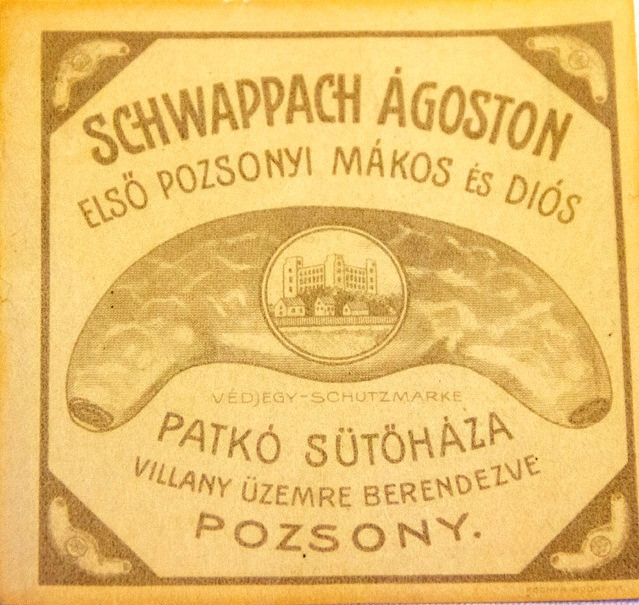 SCHWAPPACH ÁGOSTON
ELSŐ POZSONYI MÁKOS ÉS DIÓS
VÉDJEGY-SCHUTZMARKE
PATKÓ SÜTŐHÁZA
VILLANY ÜZEMRE BERENDEZVE
POZSONY.